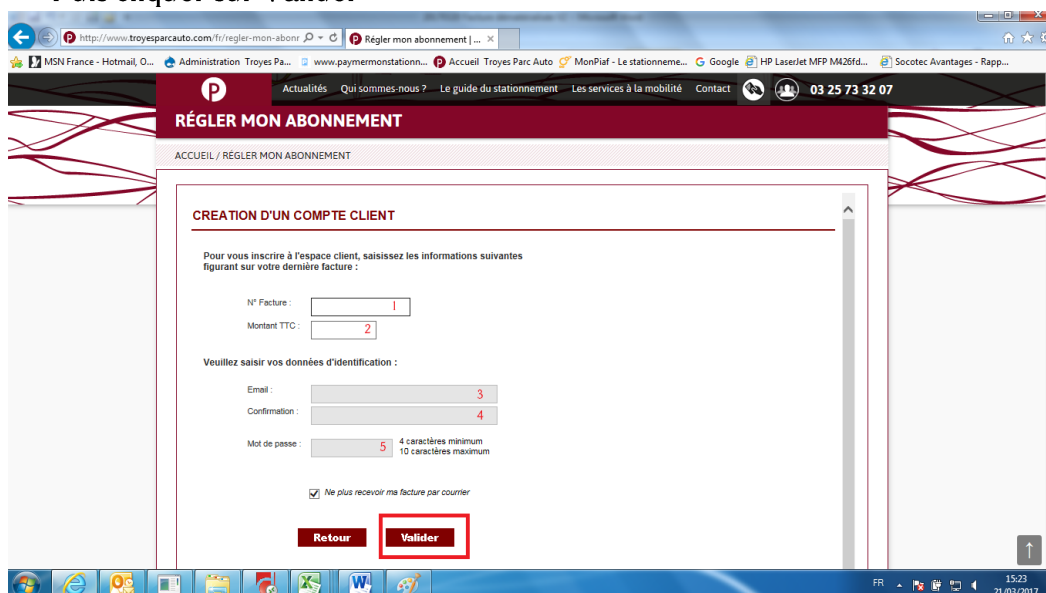 Puis cliquer sur Valider
http://www.troyesparcauto.com/fr/regler-mon-abonr
Régler mon abonnement | ... ×
MSN France - Hotmail, O... Administration Troyes Pa... www.paymermonstationn... Accueil Troyes Parc Auto MonPiaf - Le stationneme... Google HP LaserJet MFP M426fd... Socotec Avantages - Rapp...
P Actualités Qui sommes-nous ? Le guide du stationnement Les services à la mobilité Contact 03 25 73 32 07
RÉGLER MON ABONNEMENT
ACCUEIL / RÉGLER MON ABONNEMENT
CREATION D'UN COMPTE CLIENT
Pour vous inscrire à l'espace client, saisissez les informations suivantes
figurant sur votre dernière facture :
N° Facture : 1
Montant TTC : 2
Veuillez saisir vos données d'identification :
Email : 3
Confirmation : 4
Mot de passe : 5 4 caractères minimum
10 caractères maximum
Ne plus recevoir ma facture par courrier
Retour Valider
FR 15:23
21/03/2017